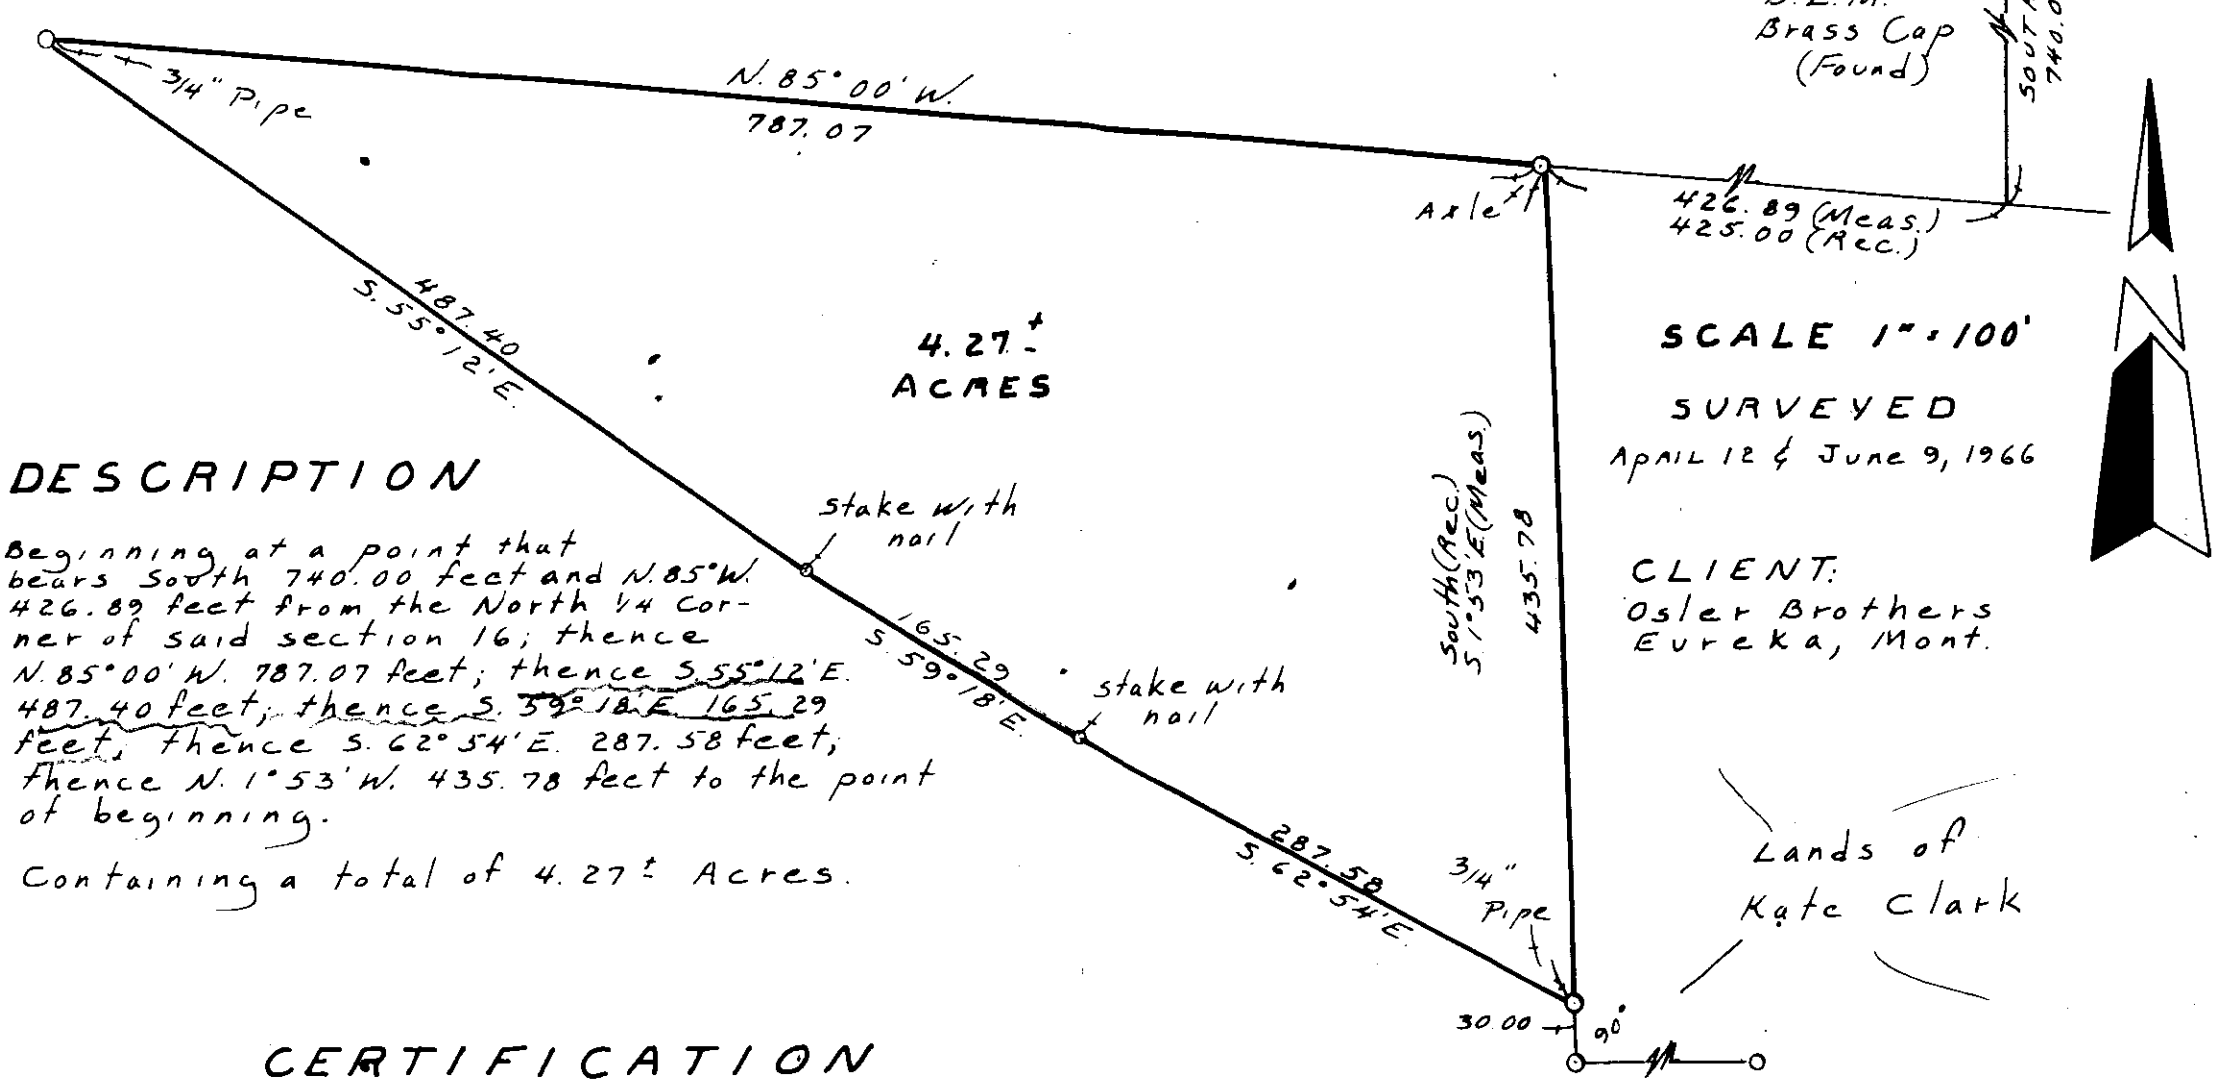 B.L.M.
Brass Cap
(Found)
SOUTH
740.0
3/4" Pipe
N. 85° 00' W.
787.07
Axle
426.89 (Meas.)
425.00 (Rec.)
487.40
S. 55° 12' E.
4.27 ±
ACRES
SCALE 1" = 100'
SURVEYED
APRIL 12 & June 9, 1966
South (Rec.)
S. 1° 53' E (Meas.)
435.78
CLIENT:
Osler Brothers
Eureka, Mont.
stake with
nail
165.29
S. 59° 18' E.
stake with
nail
DESCRIPTION
Beginning at a point that
bears South 740.00 feet and N. 85° W.
426.89 feet from the North 1/4 Cor-
ner of said section 16; thence
N. 85° 00' W. 787.07 feet; thence S. 55° 12' E.
487.40 feet; thence S. 59° 18' E. 165.29
feet, thence S. 62° 54' E. 287.58 feet;
thence N. 1° 53' W. 435.78 feet to the point
of beginning.
Containing a total of 4.27 ± Acres.
287.58
S. 62° 54' E.
3/4"
Pipe
Lands of
Kate Clark
30.00
90°
CERTIFICATION